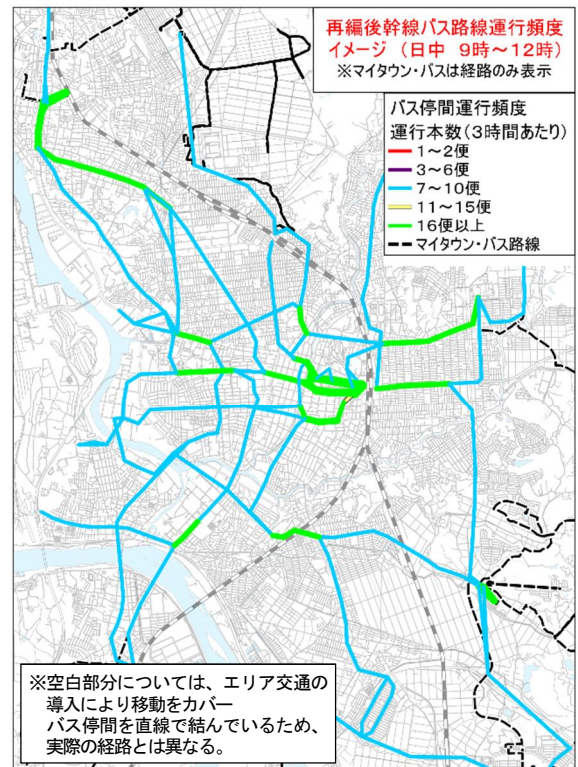 再編後幹線バス路線運行頻度
イメージ（日中　9時～12時）
※マイタウン・バスは経路のみ表示
バス停間運行頻度
運行本数(3時間あたり)
1～2便
3～6便
7～10便
11～15便
16便以上
マイタウン・バス路線
※空白部分については、エリア交通の
導入により移動をカバー
バス停間を直線で結んでいるため、
実際の経路とは異なる。